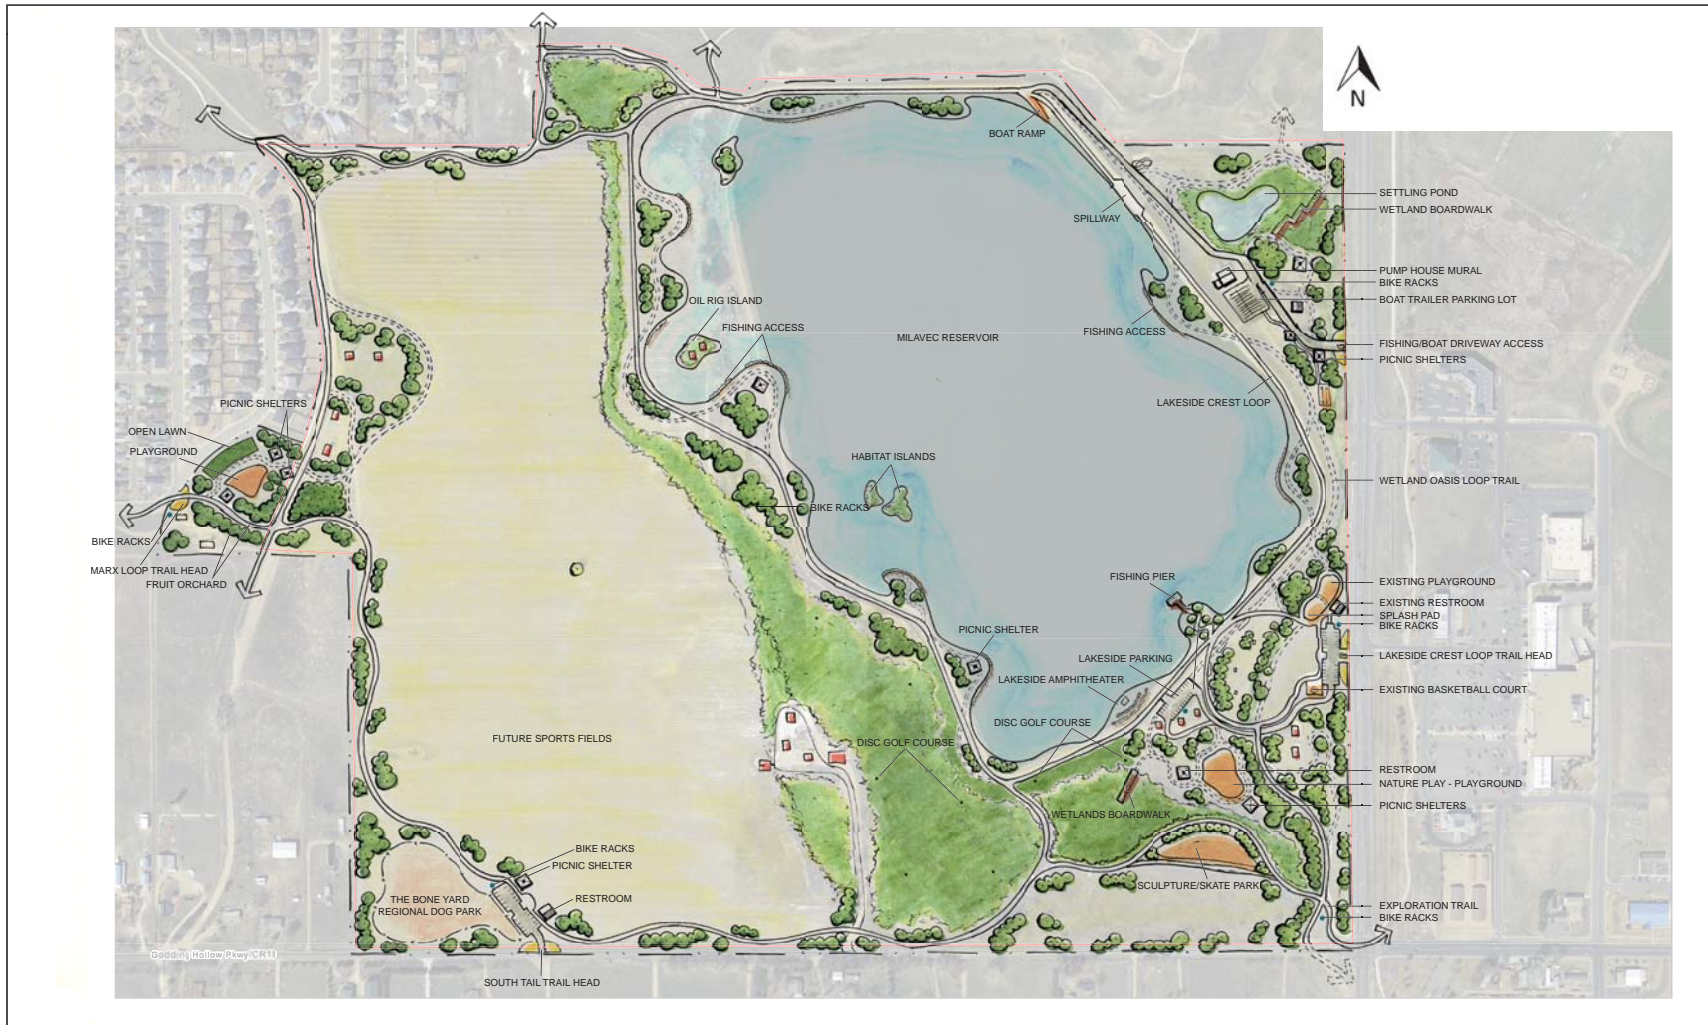 N
BOAT RAMP
SETTLING POND
WETLAND BOARDWALK
SPILLWAY
PUMP HOUSE MURAL
BIKE RACKS
BOAT TRAILER PARKING LOT
OIL RIG ISLAND
FISHING ACCESS
FISHING ACCESS
MILAVEC RESERVOIR
FISHING/BOAT DRIVEWAY ACCESS
PICNIC SHELTERS
PICNIC SHELTERS
LAKESIDE CREST LOOP
OPEN LAWN
PLAYGROUND
HABITAT ISLANDS
WETLAND OASIS LOOP TRAIL
BIKE RACKS
BIKE RACKS
MARX LOOP TRAIL HEAD
FRUIT ORCHARD
FISHING PIER
EXISTING PLAYGROUND
EXISTING RESTROOM
SPLASH PAD
BIKE RACKS
PICNIC SHELTER
LAKESIDE PARKING
LAKESIDE CREST LOOP TRAIL HEAD
LAKESIDE AMPHITHEATER
EXISTING BASKETBALL COURT
DISC GOLF COURSE
FUTURE SPORTS FIELDS
DISC GOLF COURSE
RESTROOM
NATURE PLAY - PLAYGROUND
PICNIC SHELTERS
WETLANDS BOARDWALK
BIKE RACKS
PICNIC SHELTER
SCULPTURE/SKATE PARK
THE BONE YARD
REGIONAL DOG PARK
RESTROOM
EXPLORATION TRAIL
BIKE RACKS
Godding Hollow Pkwy/CR 18
SOUTH TAIL TRAIL HEAD